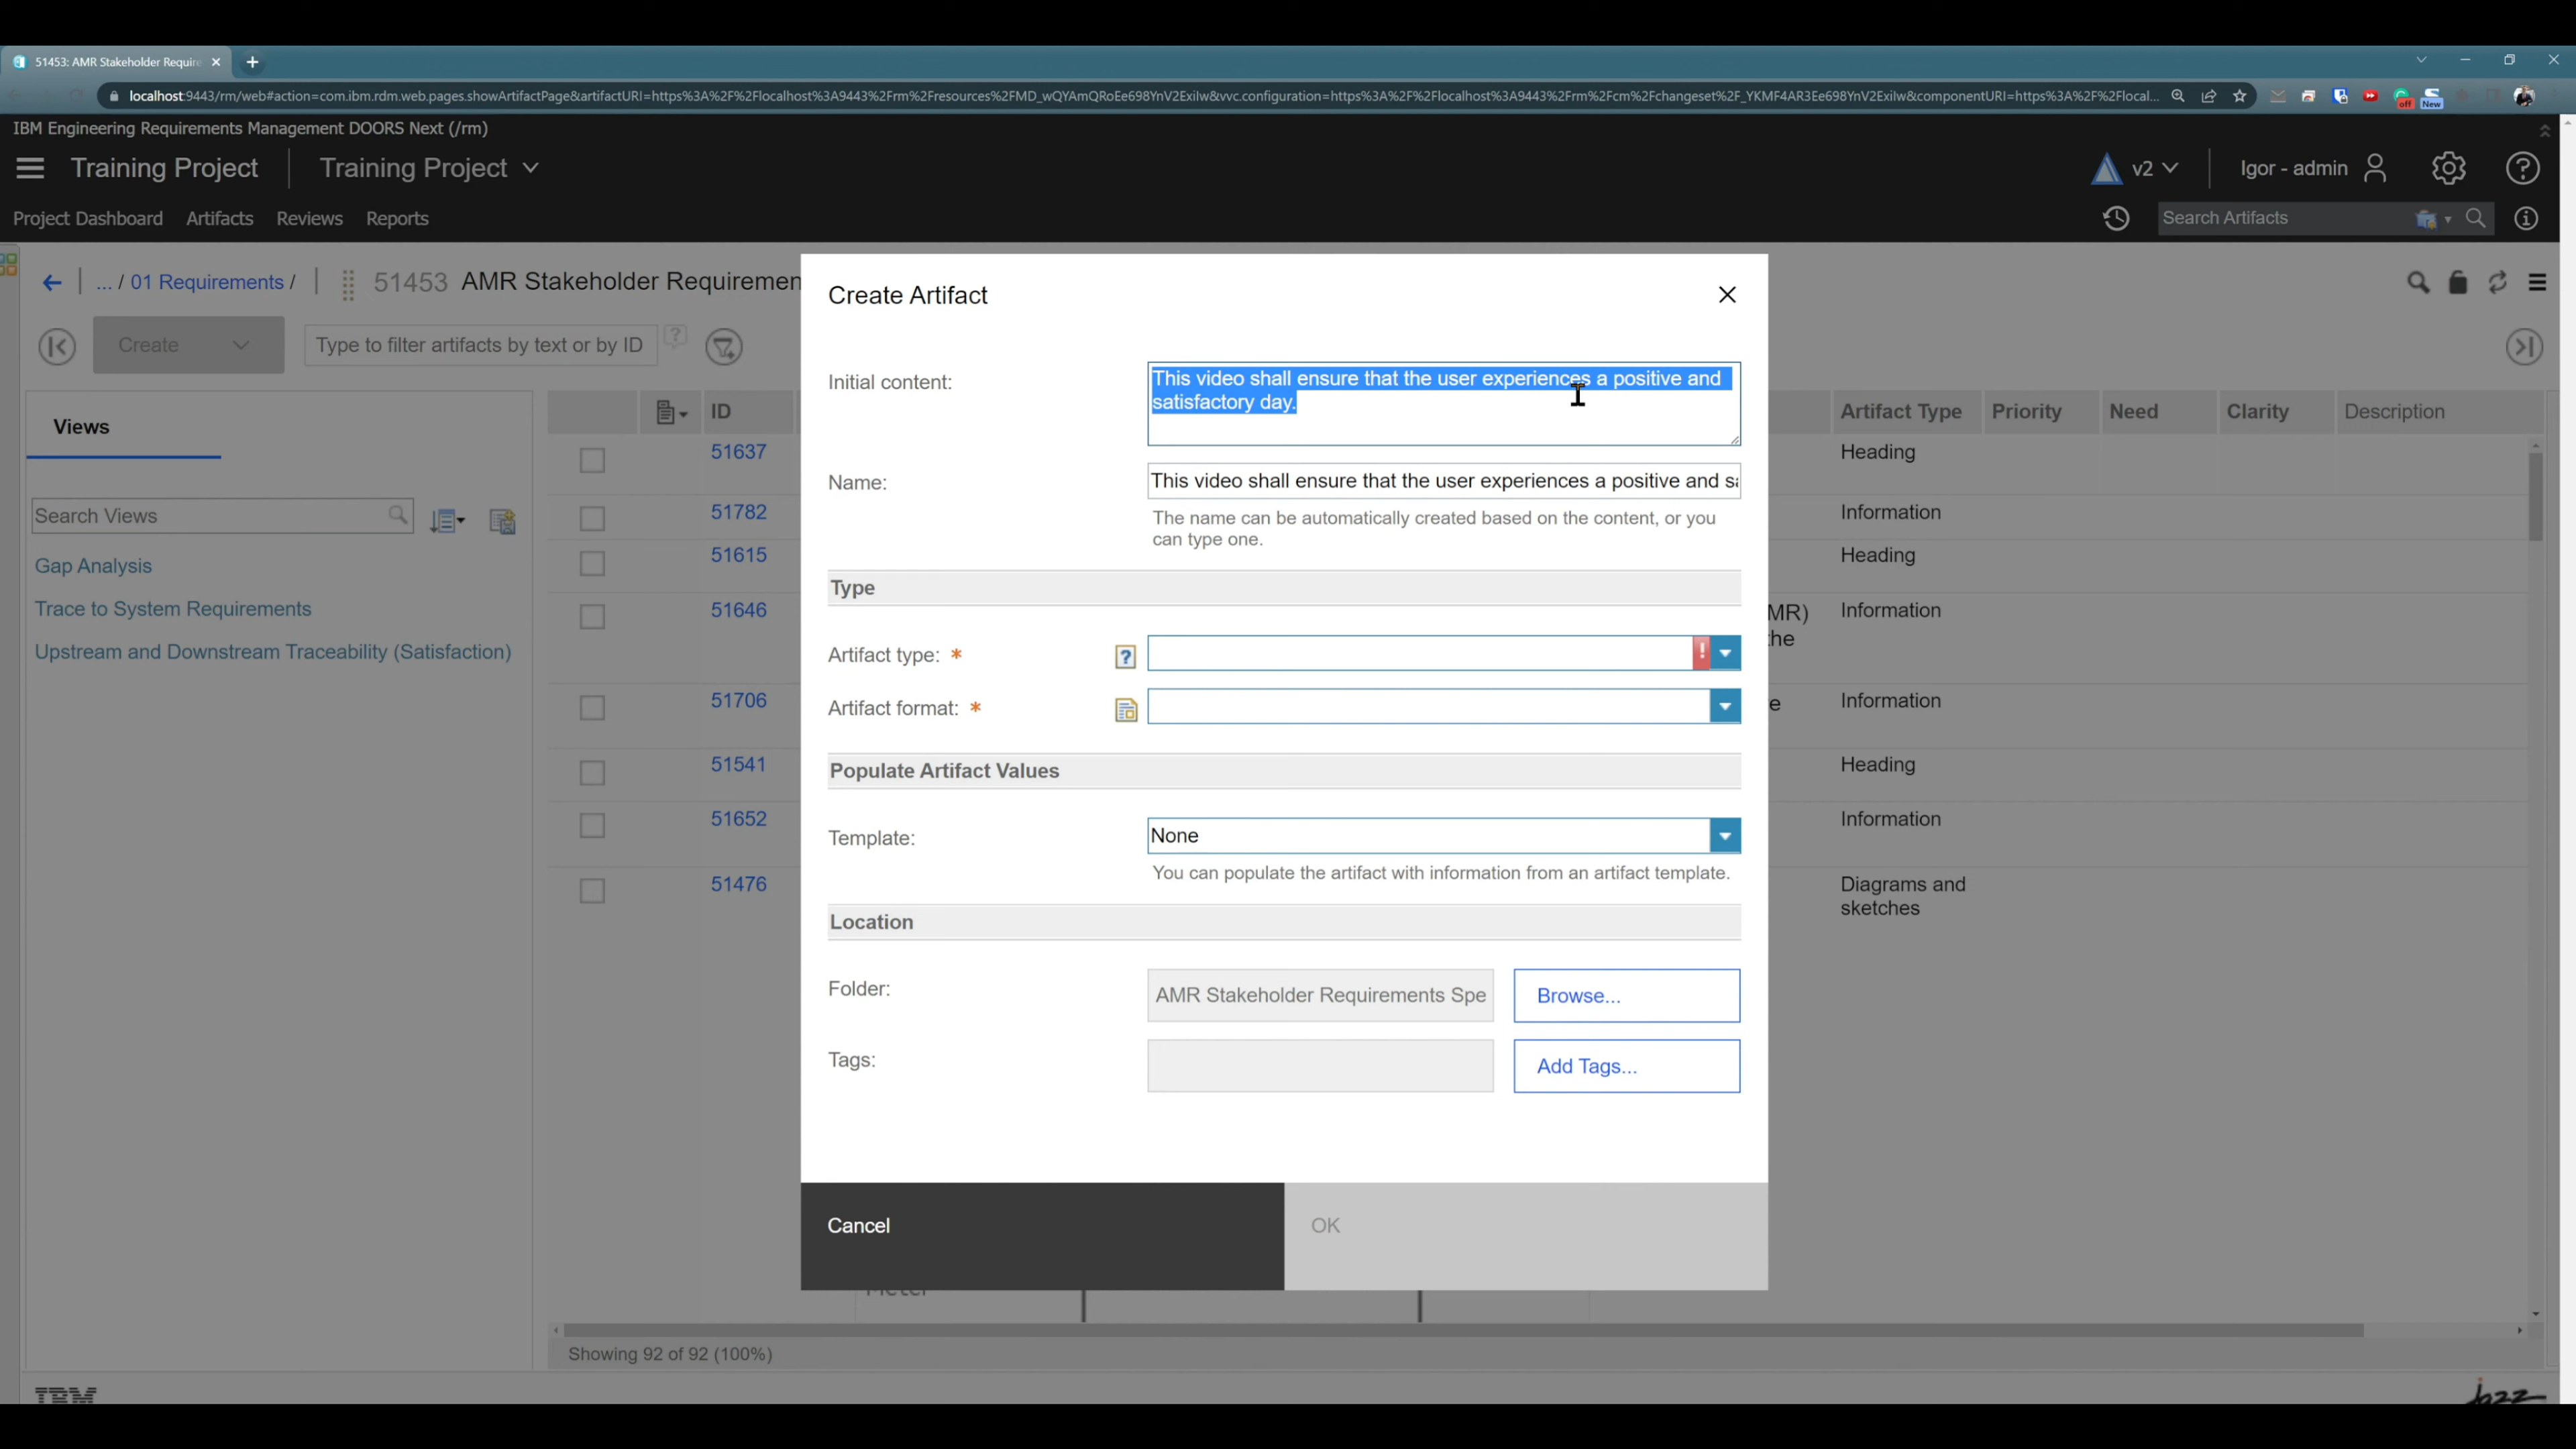 51453: AMR Stakeholder Require
localhost:9443/rm/web#action=com.ibm.rdm.web.pages.showArtifactPage&artifactURI=https%3A%2F%2Flocalhost%3A9443%2Frm%2Fresources%2FMD_wQYAmQRoEe698YnV2Exilw&vvc.configuration=https%3A%2F%2Flocalhost%3A9443%2Frm%2Fcm%2Fchangeset%2F_YKMF4AR3Ee698YnV2Exilw&componentURI=https%3A%2F%2Flocal...
off
New
IBM Engineering Requirements Management DOORS Next (/rm)
Training Project
Training Project
v2
Igor - admin
Project Dashboard
Artifacts
Reviews
Reports
Search Artifacts
... / 01 Requirements /
51453
AMR Stakeholder Requiremen
Create
Type to filter artifacts by text or by ID
Views
Search Views
Gap Analysis
Trace to System Requirements
Upstream and Downstream Traceability (Satisfaction)
ID
51637
51782
51615
51646
51706
51541
51652
51476
Create Artifact
Initial content:
This video shall ensure that the user experiences a positive and
satisfactory day.
Name:
This video shall ensure that the user experiences a positive and sa
The name can be automatically created based on the content, or you
can type one.
Type
Artifact type: *
Artifact format: *
Populate Artifact Values
Template:
None
You can populate the artifact with information from an artifact template.
Location
Folder:
AMR Stakeholder Requirements Spe
Browse...
Tags:
Add Tags...
Cancel
OK
Artifact Type
Priority
Need
Clarity
Description
Heading
Information
Heading
MR)
the
Information
e
Information
Heading
Information
Diagrams and
sketches
Meter
Showing 92 of 92 (100%)
IBM
jazz